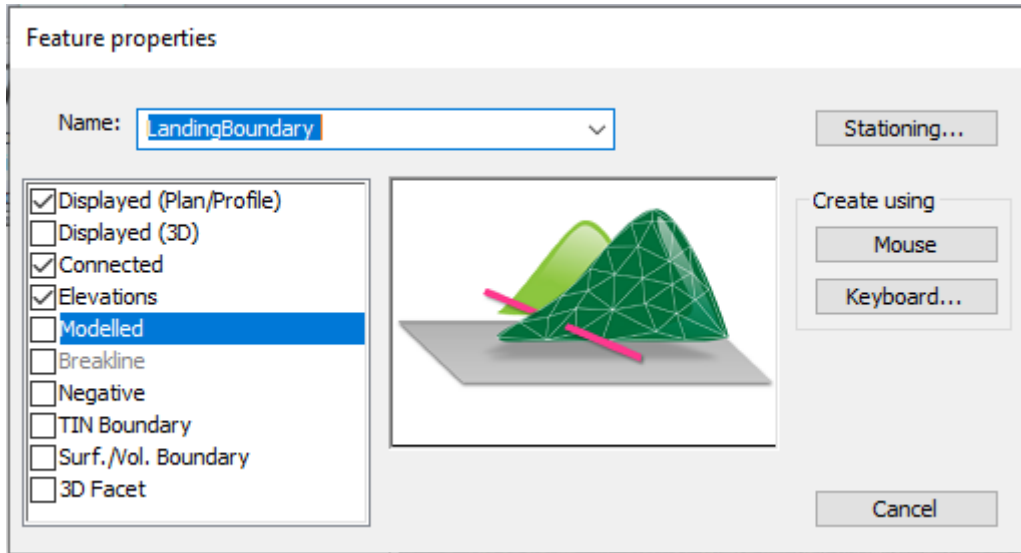 Feature properties
Name: LandingBoundary
Stationing...
Displayed (Plan/Profile)
Displayed (3D)
Connected
Elevations
Modelled
Breakline
Negative
TIN Boundary
Surf./Vol. Boundary
3D Facet
Create using
Mouse
Keyboard...
Cancel